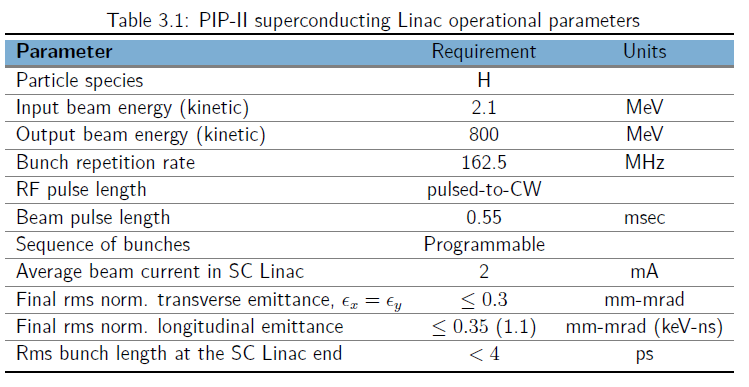 Table 3.1: PIP-II superconducting Linac operational parameters
Parameter Requirement Units
Particle species H
Input beam energy (kinetic) 2.1 MeV
Output beam energy (kinetic) 800 MeV
Bunch repetition rate 162.5 MHz
RF pulse length pulsed-to-CW
Beam pulse length 0.55 msec
Sequence of bunches Programmable
Average beam current in SC Linac 2 mA
Final rms norm. transverse emittance, ϵx = ϵy ≤ 0.3 mm-mrad
Final rms norm. longitudinal emittance ≤ 0.35 (1.1) mm-mrad (keV-ns)
Rms bunch length at the SC Linac end < 4 ps